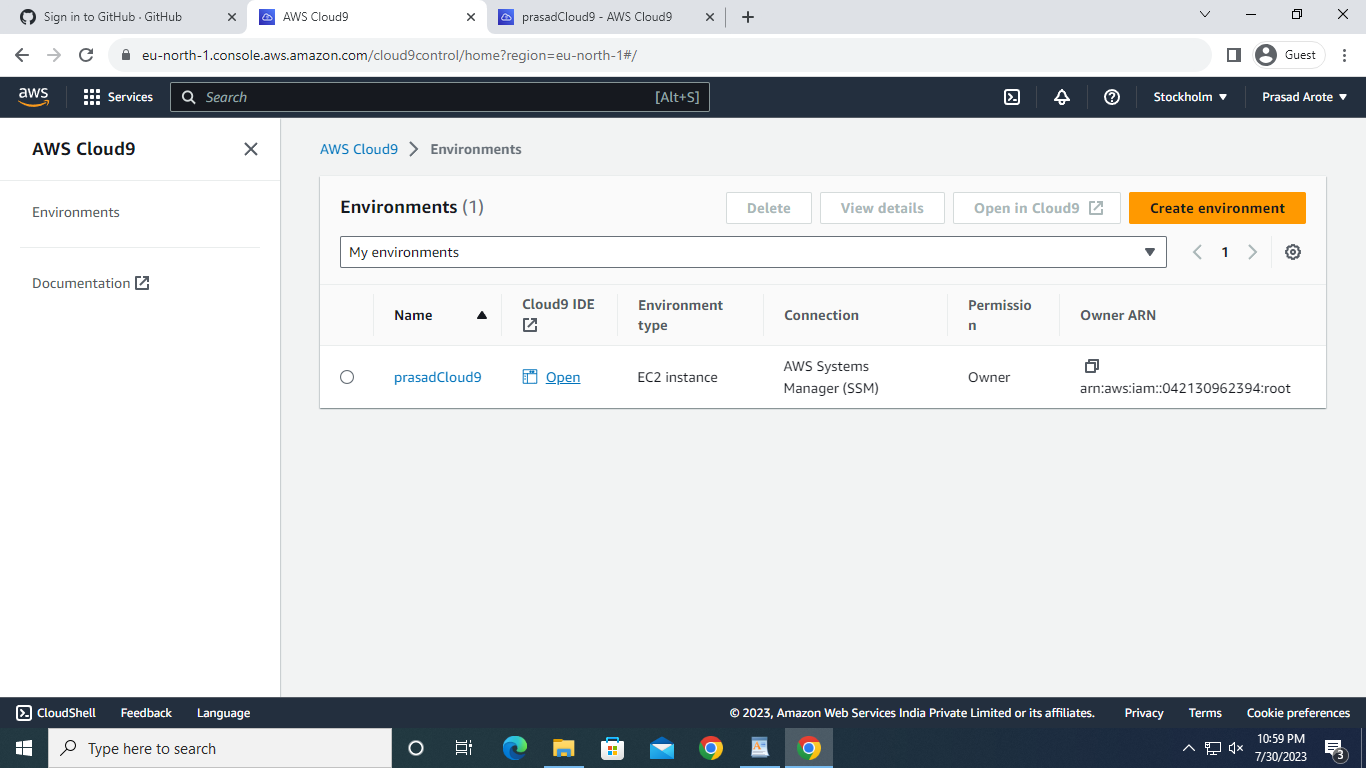 Sign in to GitHub · GitHub
AWS Cloud9
prasadCloud9 - AWS Cloud9
eu-north-1.console.aws.amazon.com/cloud9control/home?region=eu-north-1#/
Guest
aws
Services
Search
[Alt+S]
Stockholm
Prasad Arote
AWS Cloud9
Environments
Documentation
AWS Cloud9
Environments
Environments (1)
Delete
View details
Open in Cloud9
Create environment
My environments
1
Name
Cloud9 IDE
Environment
type
Connection
Permissio
n
Owner ARN
prasadCloud9
Open
EC2 instance
AWS Systems
Manager (SSM)
Owner
arn:aws:iam::042130962394:root
CloudShell
Feedback
Language
© 2023, Amazon Web Services India Private Limited or its affiliates.
Privacy
Terms
Cookie preferences
Type here to search
10:59 PM
7/30/2023
3